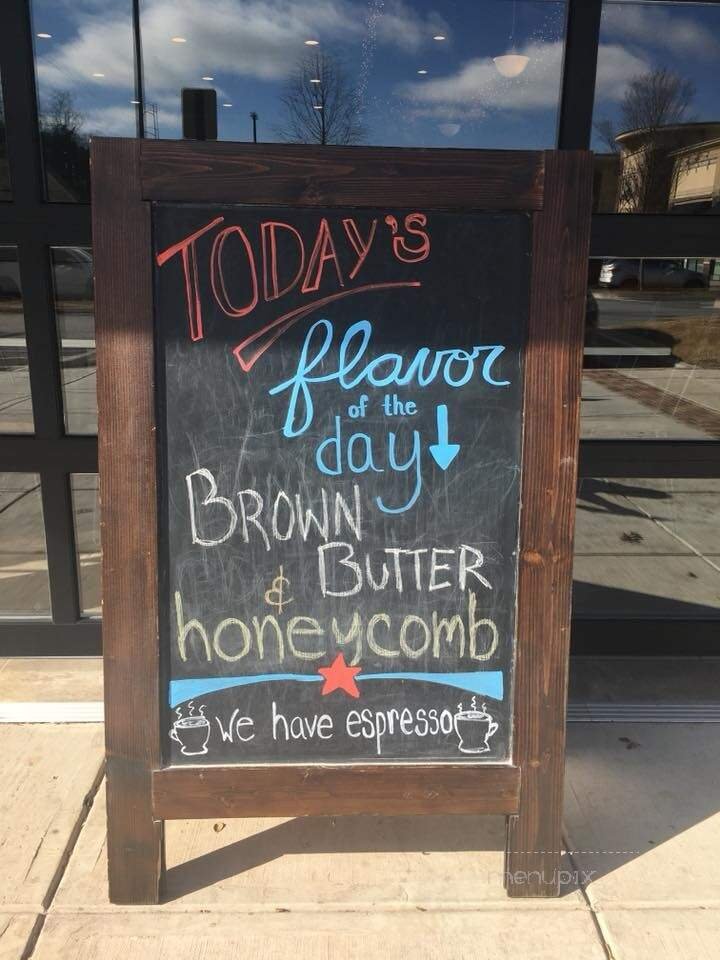 TODAY'S
flavor
of the
day
BROWN
BUTTER
&
honeycomb
we have espresso
menupix